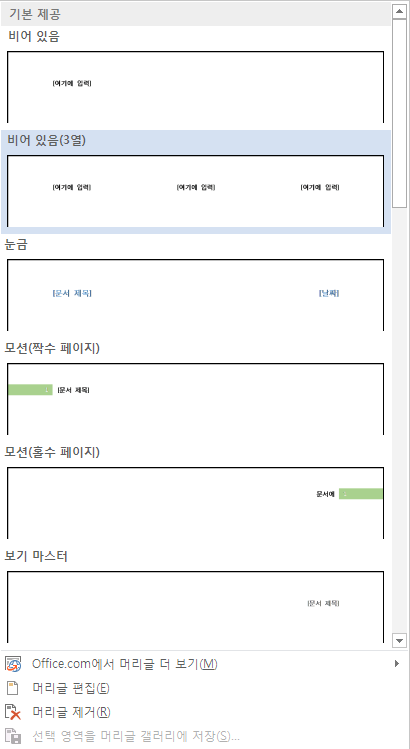 기본 제공
비어 있음
[여기에 입력]
비어 있음(3열)
[여기에 입력] [여기에 입력] [여기에 입력]
눈금
[문서 제목] [날짜]
모션(짝수 페이지)
[문서 제목]
모션(홀수 페이지)
문서에
보기 마스터
[문서 제목]
Office.com에서 머리글 더 보기(M)
머리글 편집(E)
머리글 제거(R)
선택 영역을 머리글 갤러리에 저장(S)...